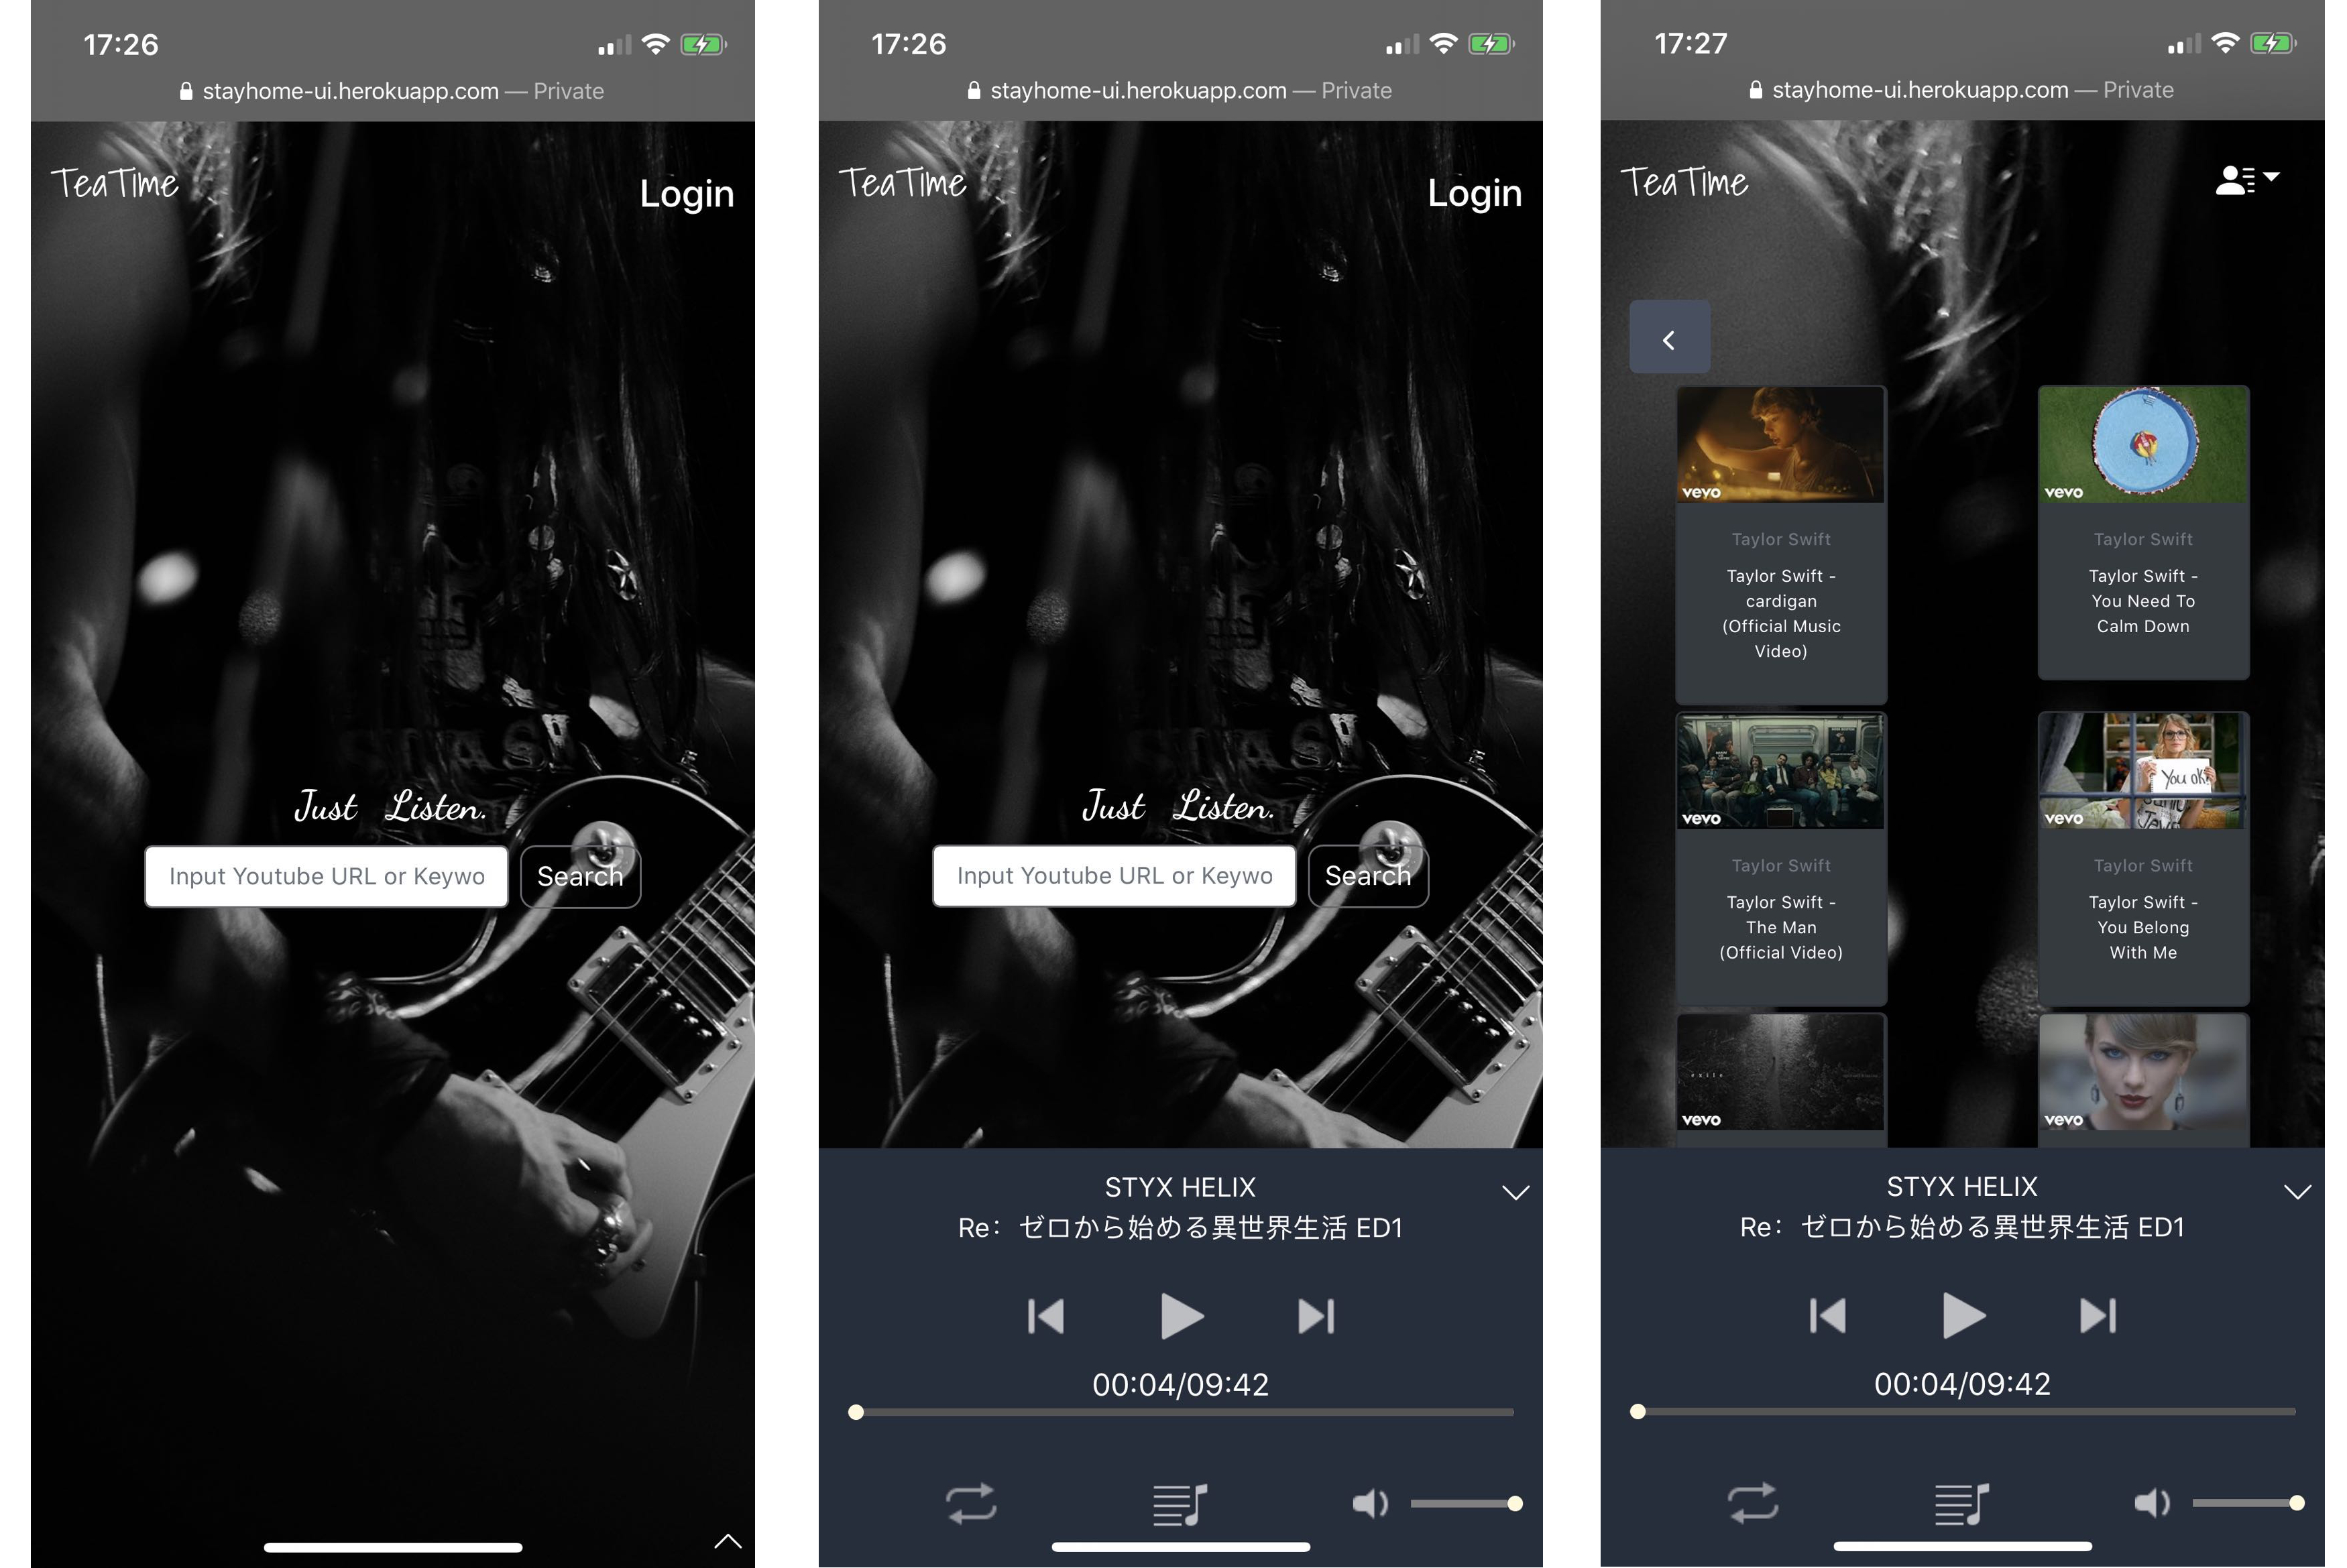 17:26
stayhome-ui.herokuapp.com — Private
TeaTime
Login
Just Listen.
Input Youtube URL or Keywo
Search
17:26
stayhome-ui.herokuapp.com — Private
TeaTime
Login
Just Listen.
Input Youtube URL or Keywo
Search
STYX HELIX
Re：ゼロから始める異世界生活 ED1
00:04/09:42
17:27
stayhome-ui.herokuapp.com — Private
TeaTime
vevo
Taylor Swift
Taylor Swift -
cardigan
(Official Music
Video)
vevo
Taylor Swift
Taylor Swift -
You Need To
Calm Down
vevo
Taylor Swift
Taylor Swift -
The Man
(Official Video)
You ok
vevo
Taylor Swift
Taylor Swift -
You Belong
With Me
exile
vevo
vevo
STYX HELIX
Re：ゼロから始める異世界生活 ED1
00:04/09:42